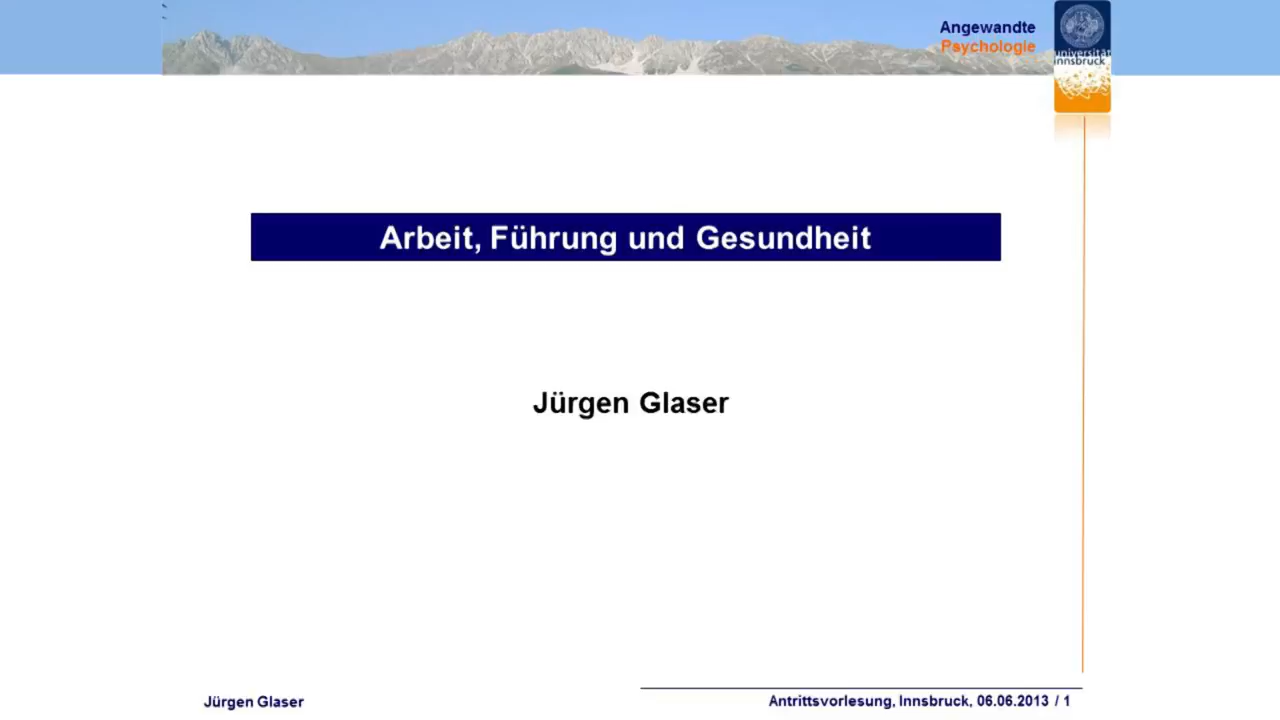 Angewandte
Psychologie
universität
innsbruck
Arbeit, Führung und Gesundheit
Jürgen Glaser
Jürgen Glaser
Antrittsvorlesung, Innsbruck, 06.06.2013 / 1